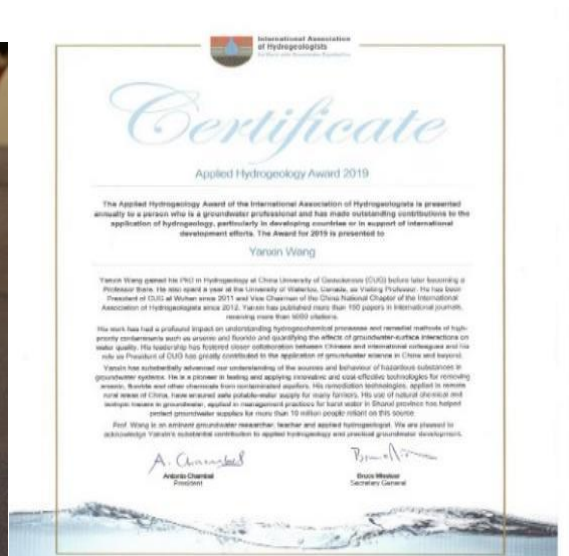 International Association
of Hydrogeologists
Certificate
Applied Hydrogeology Award 2019
The Applied Hydrogeology Award of the International Association of Hydrogeologists is presented
annually to a person who is a groundwater professional and has made outstanding contributions to the
application of hydrogeology, particularly in developing countries or in support of international
development efforts. The Award for 2019 is presented to
Yanxin Wang
Yanxin Wang gained his PhD in Hydrogeology at China University of Geosciences (CUG) before later becoming a
Professor there. He also spent a year at the University of Waterloo, Canada, as Visiting Professor. He has been
President of CUG at Wuhan since 2011 and Vice Chairman of the China National Chapter of the International
Association of Hydrogeologists since 2012. Yanxin has published more than 150 papers in international journals,
receiving more than citations.
His work has had a profound impact on understanding hydrogeochemical processes and remedial methods of high-
priority contaminants such as arsenic and fluoride and quantifying the effects of groundwater-surface interactions on
water quality. His leadership has fostered closer collaboration between Chinese and international colleagues and his
role as President of CUG has greatly contributed to the application of groundwater science in China and beyond.
Yanxin has substantially advanced our understanding of the sources and behaviour of hazardous substances in
groundwater systems. He is a pioneer in testing and applying innovative and cost-effective technologies for removing
arsenic, fluoride and other chemicals from contaminated aquifers. His remediation technologies, applied in remote
rural areas of China, have ensured safe potable-water supply for many farmers. His use of natural chemical and
isotopic tracers in groundwater, applied in management practices for karst water in Shanxi province has helped
protect groundwater supplies for more than 10 million people reliant on this source.
Prof. Wang is an eminent groundwater researcher, teacher and applied hydrogeologist. We are pleased to
acknowledge Yanxin's substantial contribution to applied hydrogeology and practical groundwater development.
A. Chambel
Antonio Chambel
President
Bruce Misstear
Secretary General